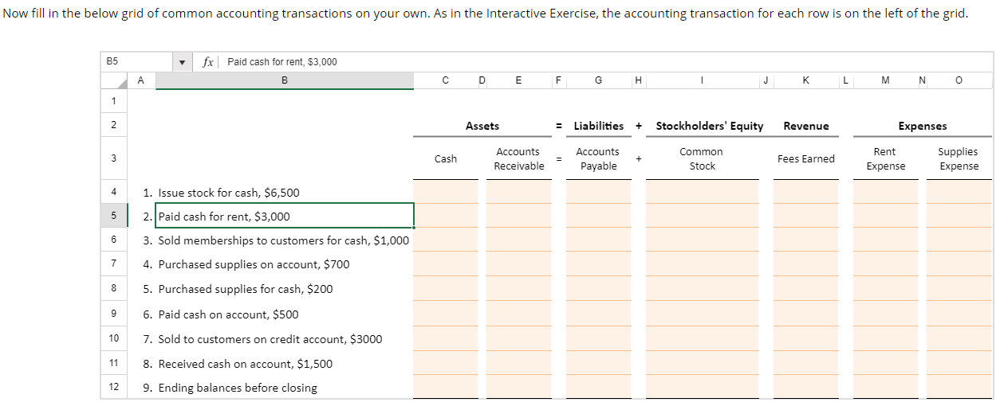 Now fill in the below grid of common accounting transactions on your own. As in the Interactive Exercise, the accounting transaction for each row is on the left of the grid.
B5 fx Paid cash for rent, $3,000
A B C D E F G H I J K L M N O
1
2 Assets = Liabilities + Stockholders' Equity Revenue Expenses
3 Cash Accounts Receivable = Accounts Payable + Common Stock Fees Earned Rent Expense Supplies Expense
4 1. Issue stock for cash, $6,500
5 2. Paid cash for rent, $3,000
6 3. Sold memberships to customers for cash, $1,000
7 4. Purchased supplies on account, $700
8 5. Purchased supplies for cash, $200
9 6. Paid cash on account, $500
10 7. Sold to customers on credit account, $3000
11 8. Received cash on account, $1,500
12 9. Ending balances before closing